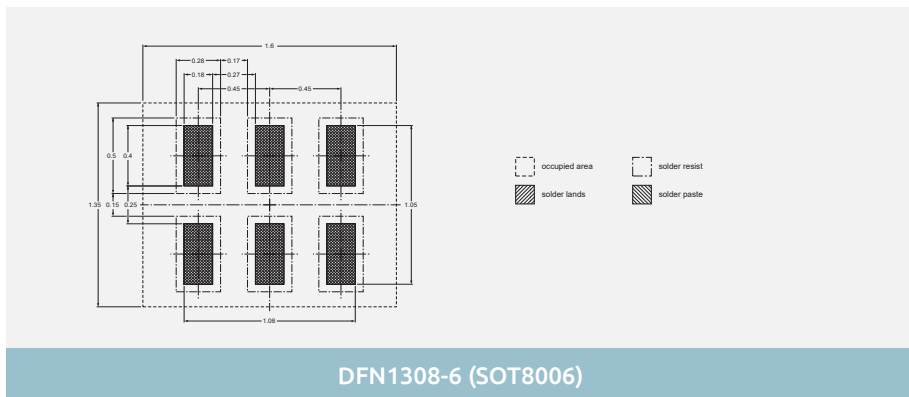 1.6
0.28 0.17
0.18 0.27
0.45 0.45
0.5 0.4
1.35 0.15 0.25 1.05
1.08
occupied area solder resist
solder lands solder paste
DFN1308-6 (SOT8006)